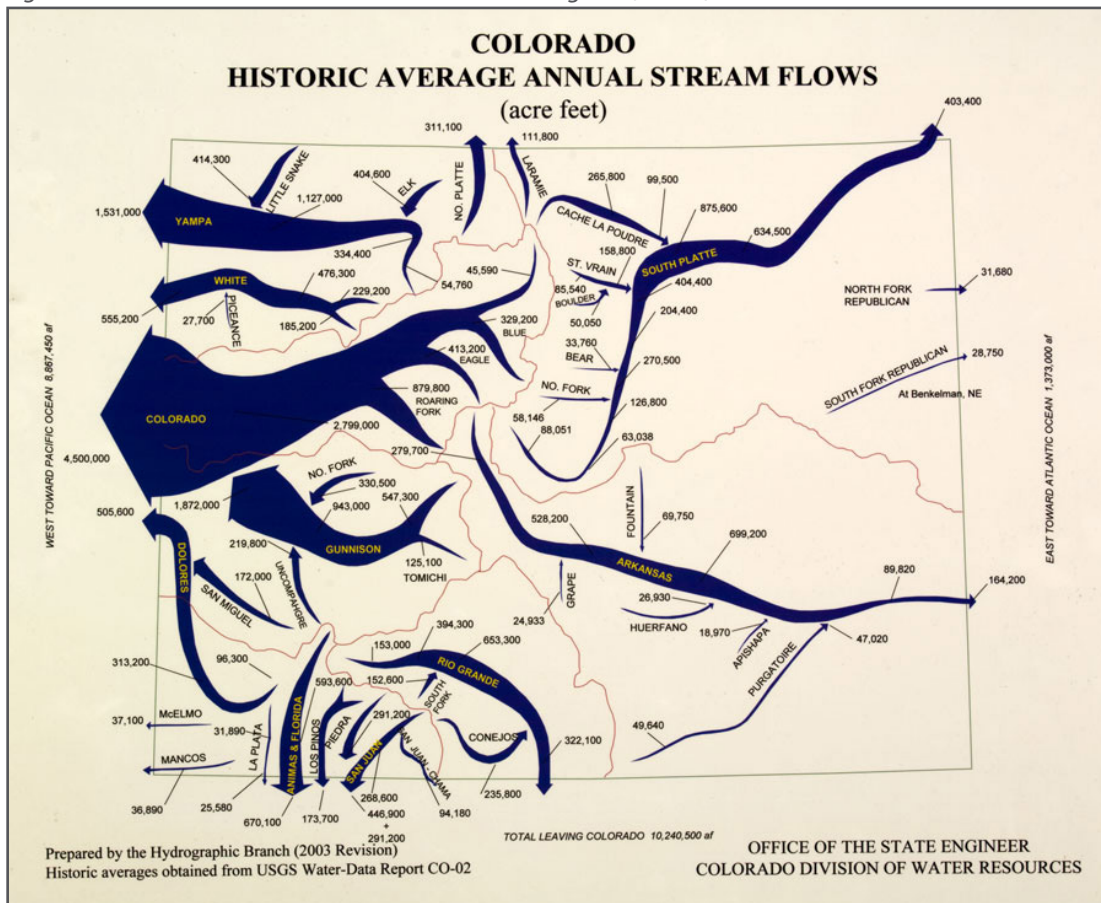 COLORADO
HISTORIC AVERAGE ANNUAL STREAM FLOWS
(acre feet)
403,400
311,100
111,800
414,300
LITTLE SNAKE
404,600
ELK
NO. PLATTE
LARAMIE
265,800
99,500
1,531,000
YAMPA
1,127,000
CACHE LA POUDRE
875,600
634,500
334,400
54,760
45,590
ST. VRAIN
158,800
SOUTH PLATTE
WHITE
476,300
229,200
85,540
BOULDER
404,400
NORTH FORK
REPUBLICAN
31,680
555,200
27,700
PICEANCE
185,200
329,200
BLUE
50,050
204,400
413,200
EAGLE
33,760
BEAR
270,500
SOUTH FORK REPUBLICAN
28,750
At Benkelman, NE
879,800
ROARING
FORK
NO. FORK
126,800
COLORADO
2,799,000
58,146
88,051
63,038
279,700
4,500,000
WEST TOWARD PACIFIC OCEAN 8,867,450 af
EAST TOWARD ATLANTIC OCEAN 1,373,000 af
NO. FORK
330,500
1,872,000
943,000
547,300
505,600
FOUNTAIN
69,750
528,200
699,200
219,800
GUNNISON
125,100
TOMICHI
ARKANSAS
DOLORES
172,000
SAN MIGUEL
UNCOMPAHGRE
GRAPE
24,933
26,930
HUERFANO
89,820
164,200
18,970
APISHAPA
47,020
PURGATOIRE
394,300
653,300
153,000
RIO GRANDE
313,200
96,300
593,600
152,600
SOUTH
FORK
49,640
McELMO
37,100
31,890
LA PLATA
ANIMAS & FLORIDA
LOS PINOS
PIEDRA
291,200
SAN JUAN
SAN JUAN - CHAMA
CONEJOS
322,100
MANCOS
36,890
25,580
670,100
173,700
268,600
446,900
+
291,200
94,180
235,800
TOTAL LEAVING COLORADO 10,240,500 af
Prepared by the Hydrographic Branch (2003 Revision)
Historic averages obtained from USGS Water-Data Report CO-02
OFFICE OF THE STATE ENGINEER
COLORADO DIVISION OF WATER RESOURCES